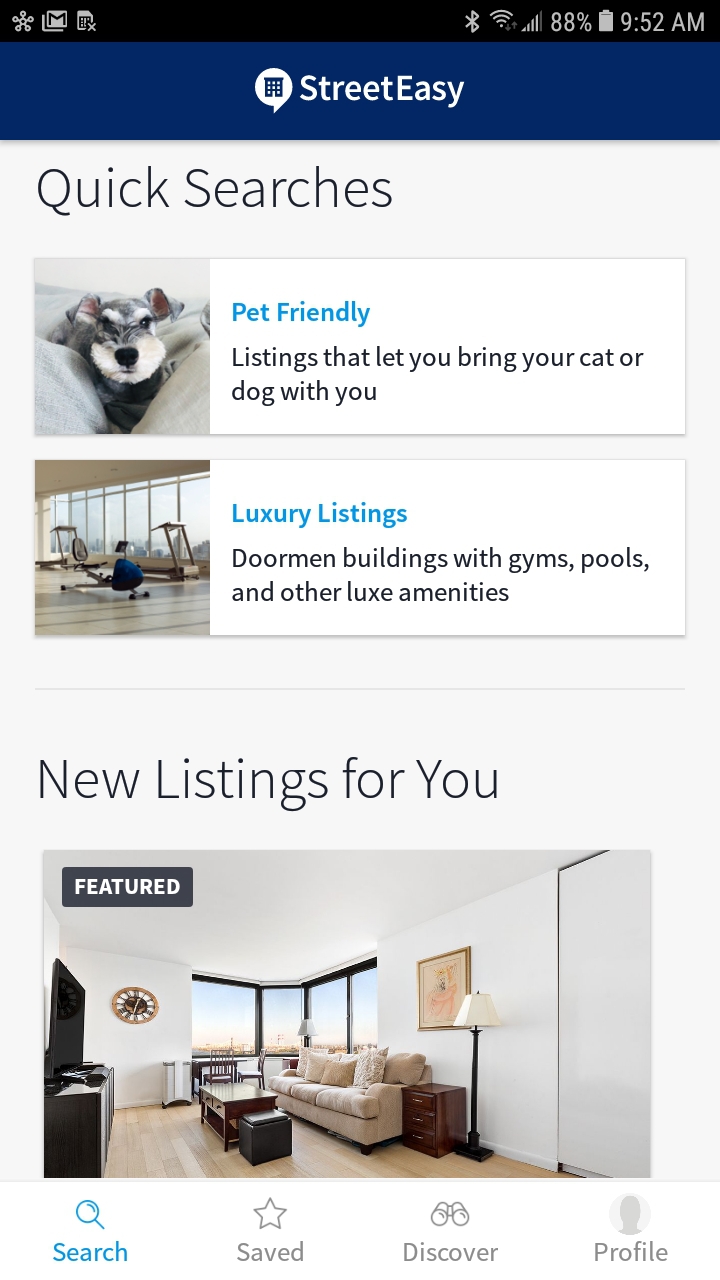 88% 9:52 AM
StreetEasy
Quick Searches
Pet Friendly
Listings that let you bring your cat or
dog with you
Luxury Listings
Doormen buildings with gyms, pools,
and other luxe amenities
New Listings for You
FEATURED
Search Saved Discover Profile